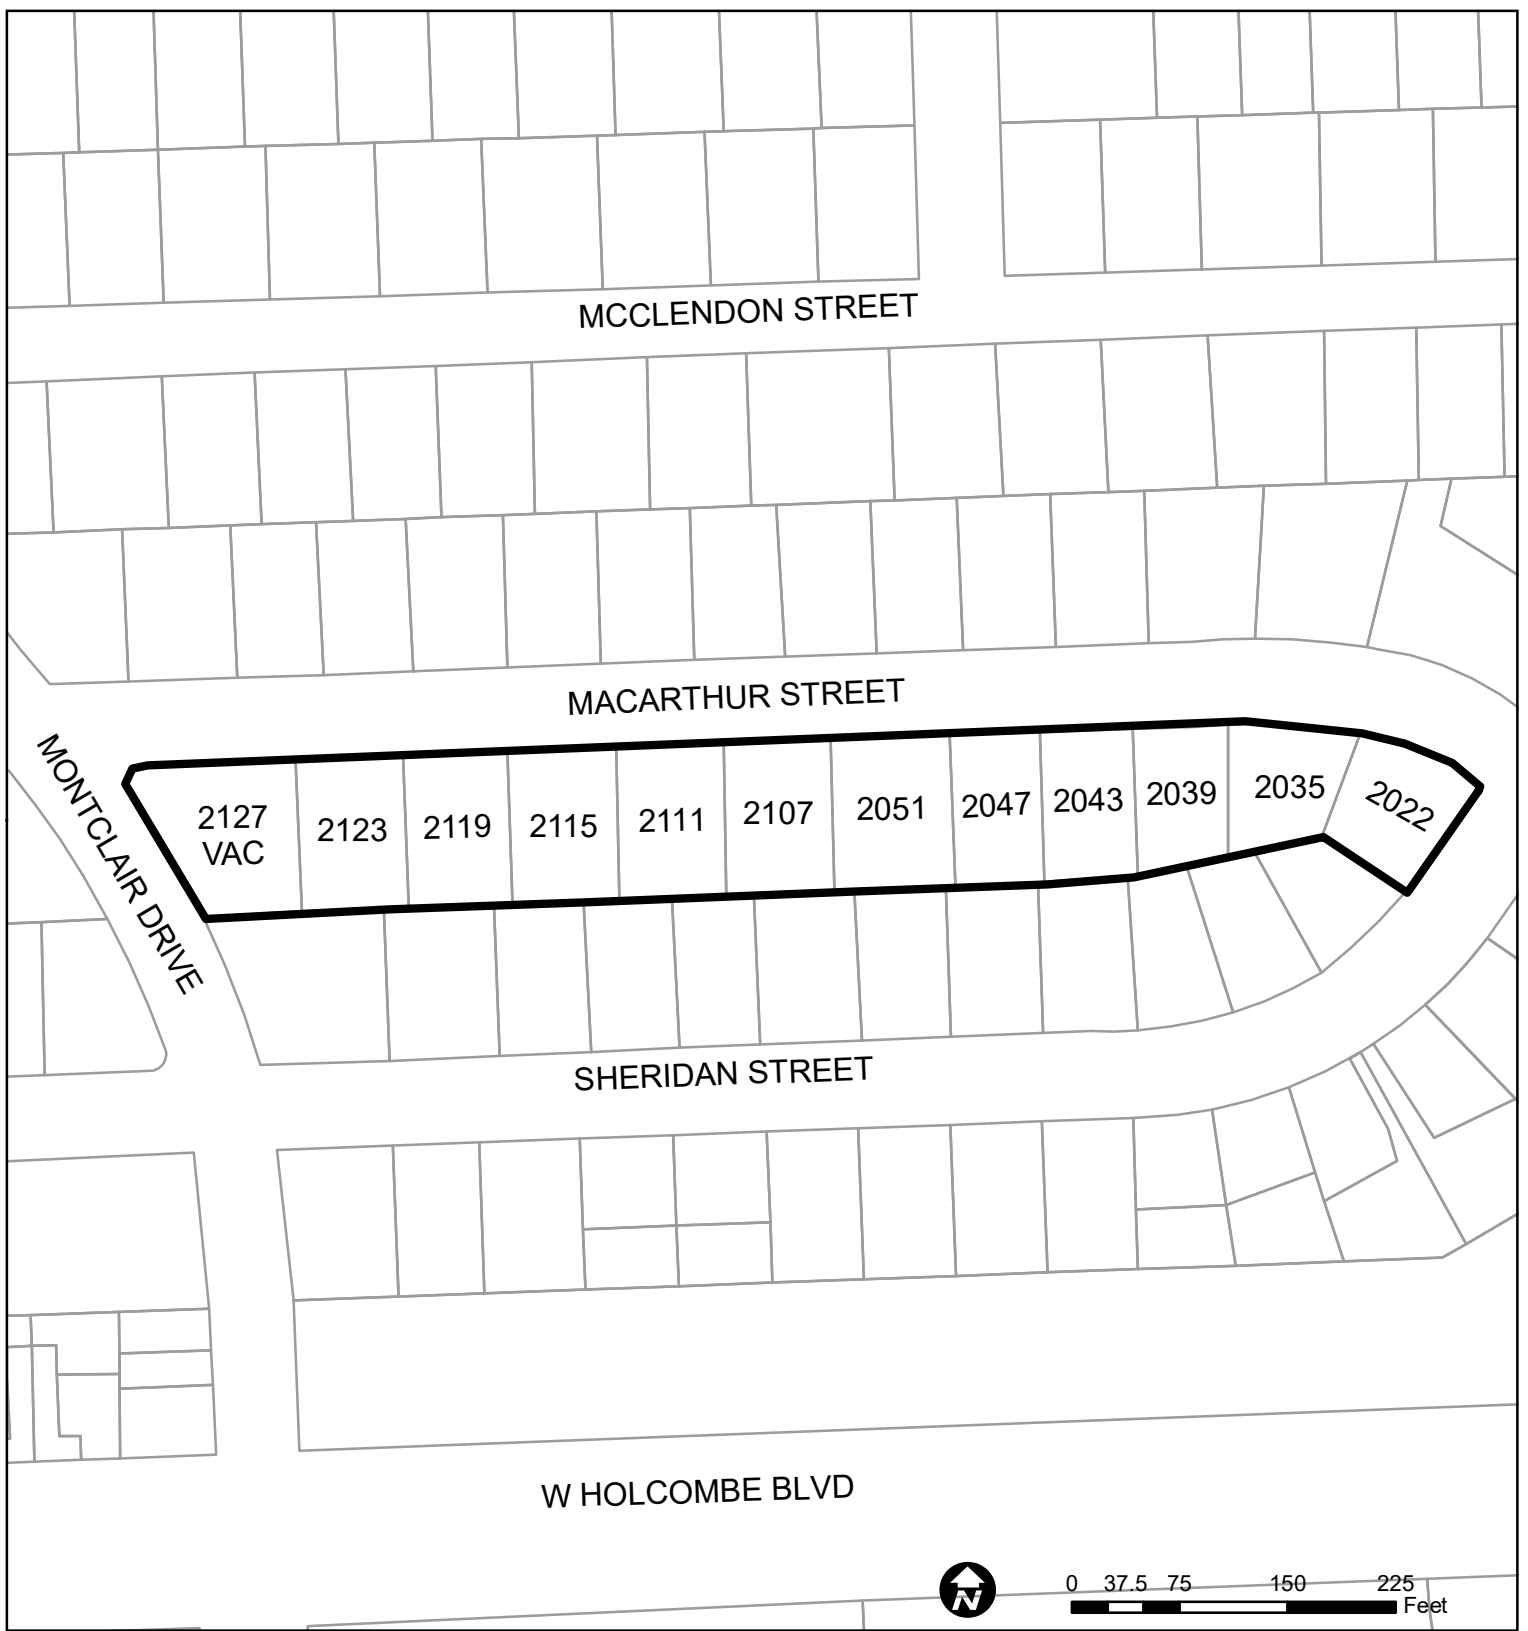 MCCLENDON STREET
MACARTHUR STREET
MONTCLAIR DRIVE
2127
VAC
2123
2119
2115
2111
2107
2051
2047
2043
2039
2035
2022
SHERIDAN STREET
W HOLCOMBE BLVD
N
0 37.5 75 150 225
Feet